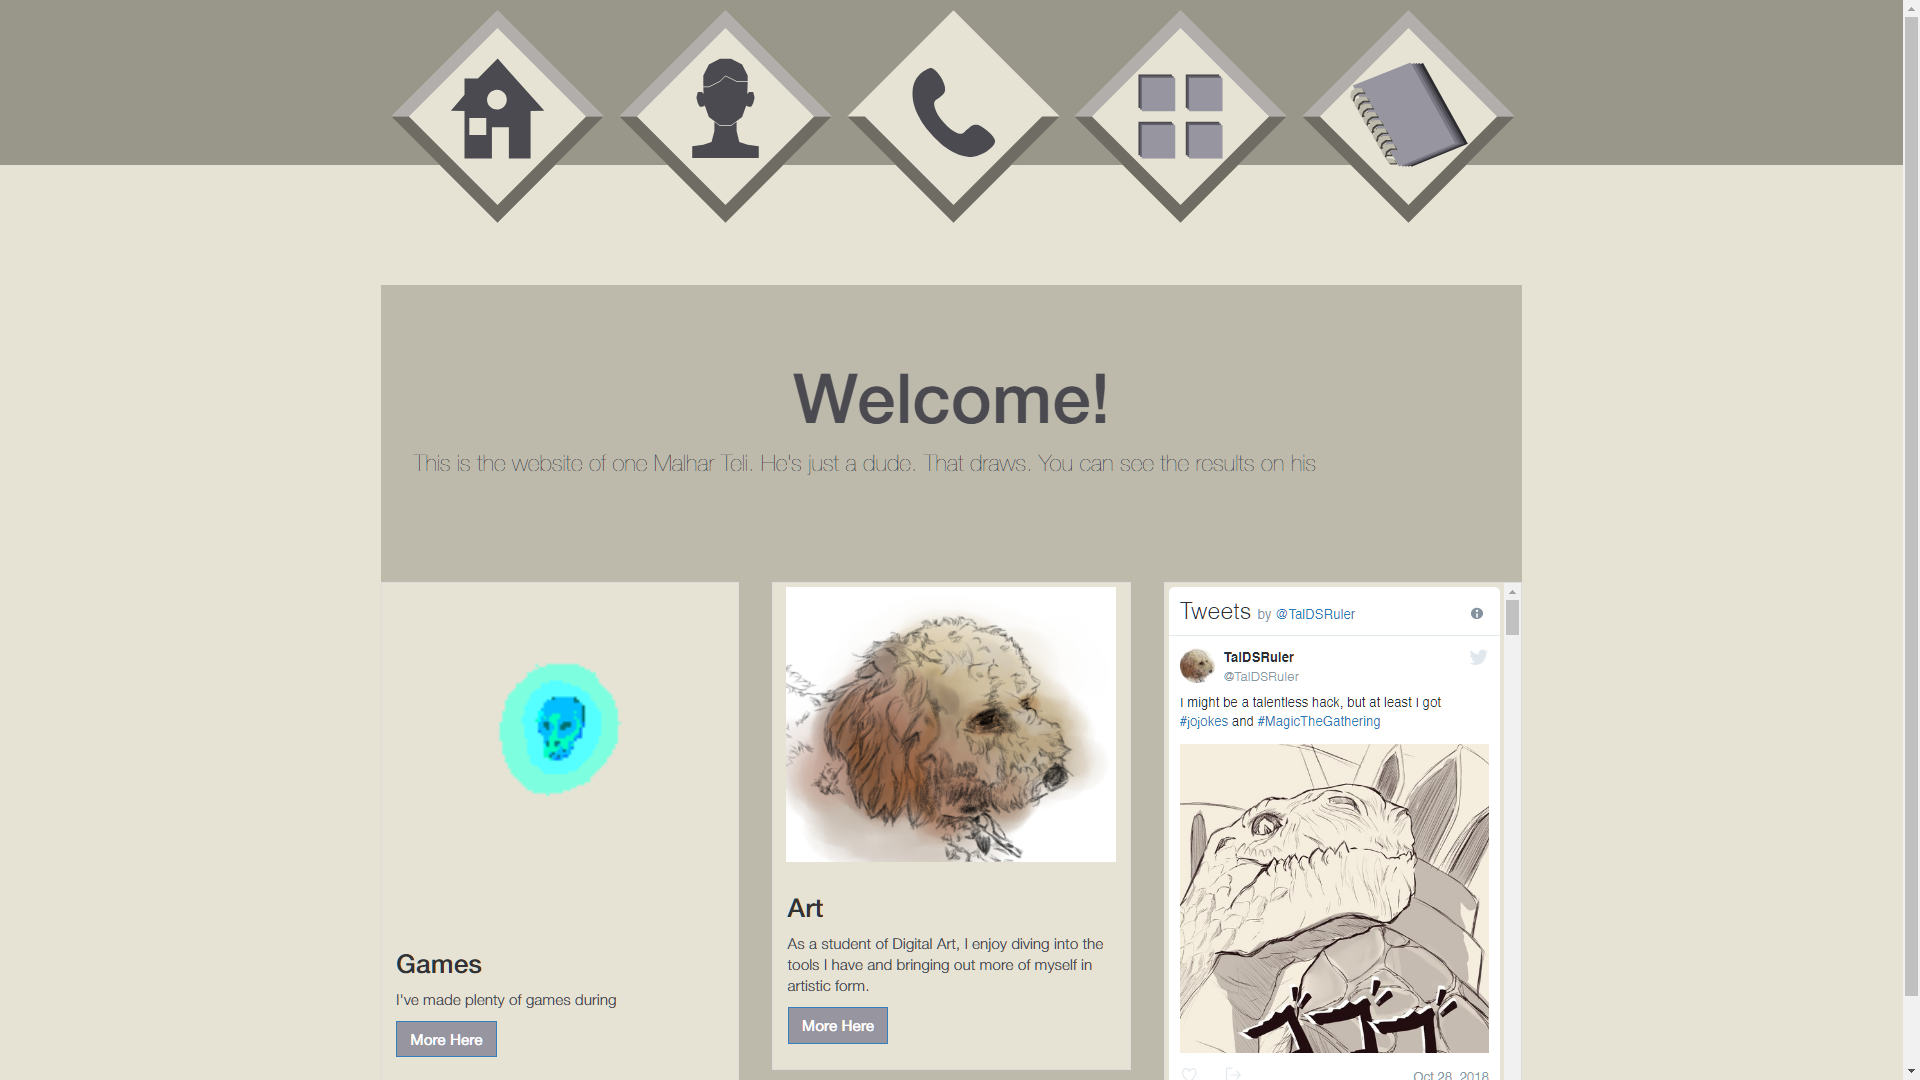 Welcome!
This is the website of one Malhar Teli. He's just a dude. That draws. You can see the results on his
Games
I've made plenty of games during
More Here
Art
As a student of Digital Art, I enjoy diving into the
tools I have and bringing out more of myself in
artistic form.
More Here
Tweets by @TalDSRuler
TalDSRuler
@TalDSRuler
I might be a talentless hack, but at least I got
#jojokes and #MagicTheGathering
Oct 28, 2018